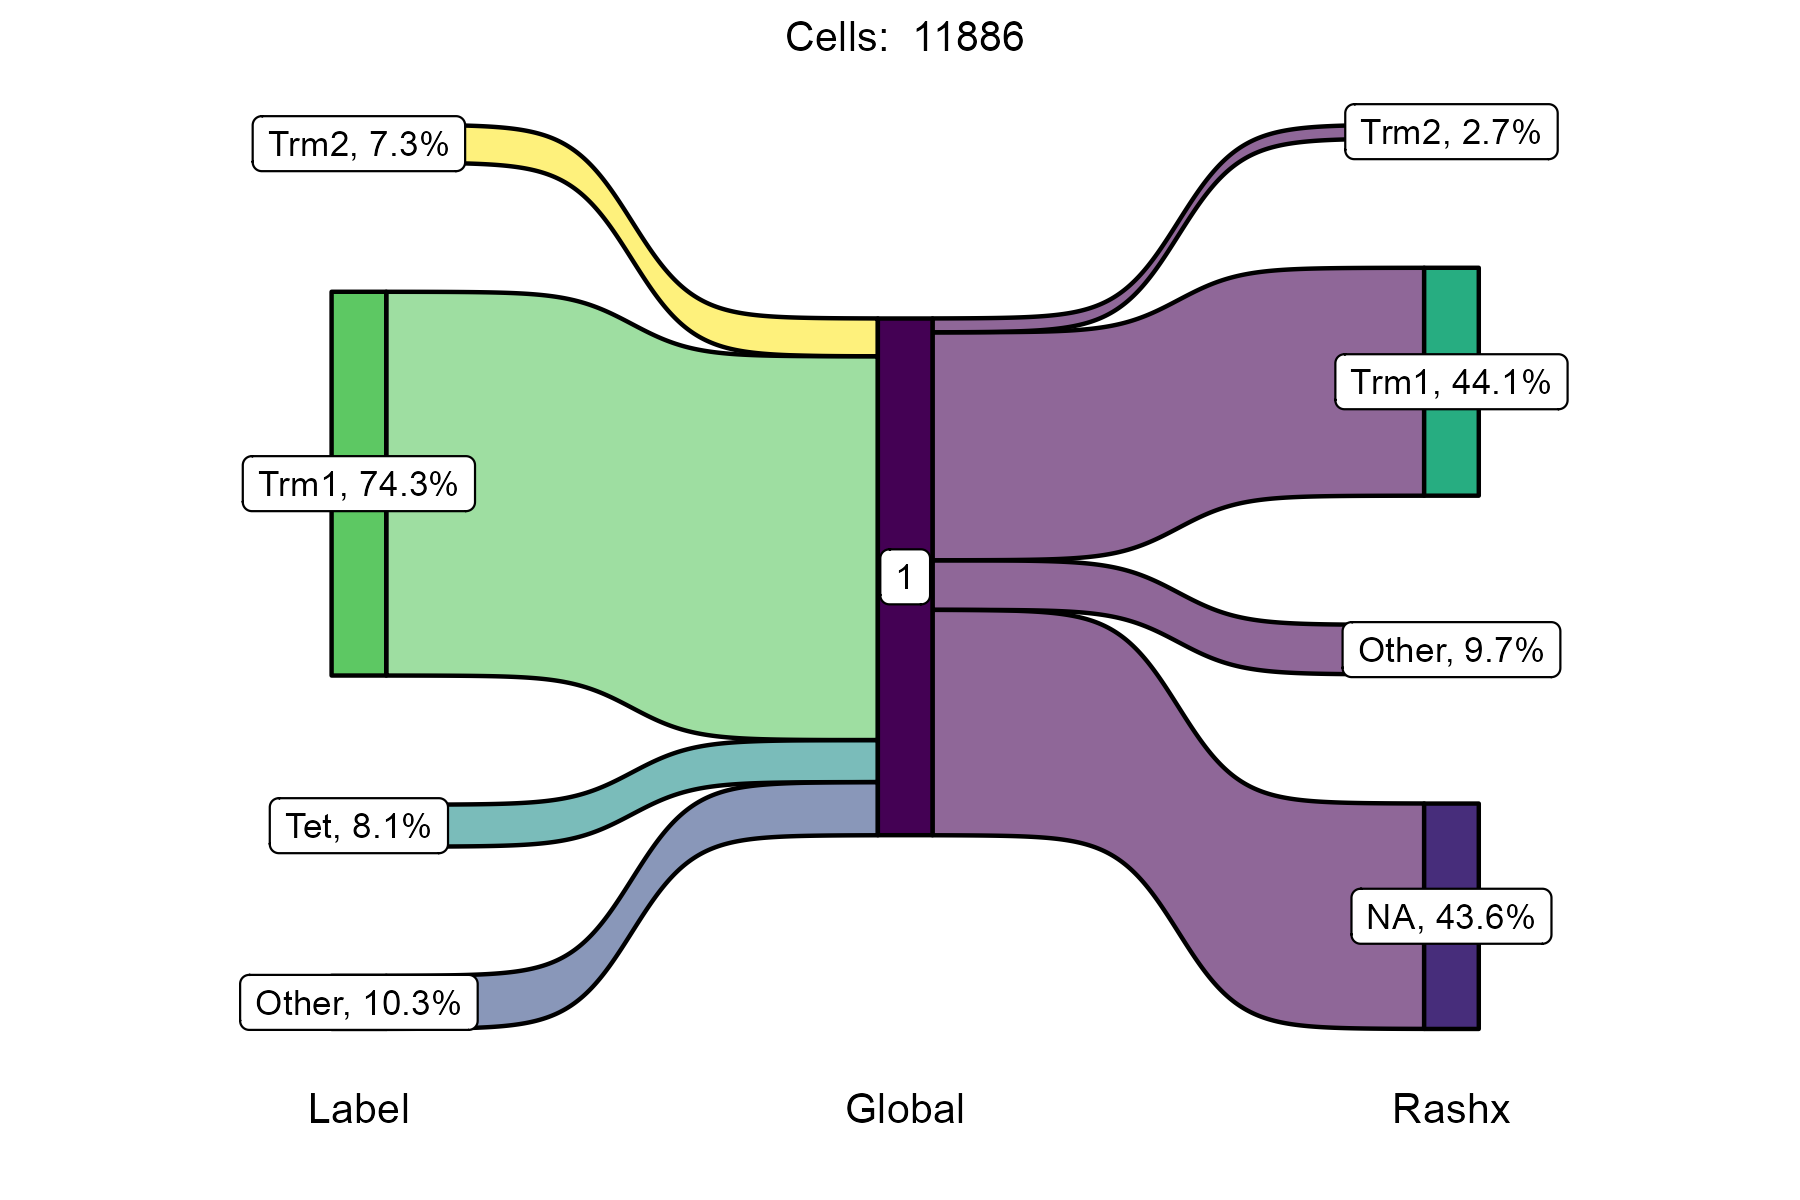 Cells:  11886
Trm2, 7.3%
Trm1, 74.3%
Tet, 8.1%
Other, 10.3%
1
Trm2, 2.7%
Trm1, 44.1%
Other, 9.7%
NA, 43.6%
Label
Global
Rashx